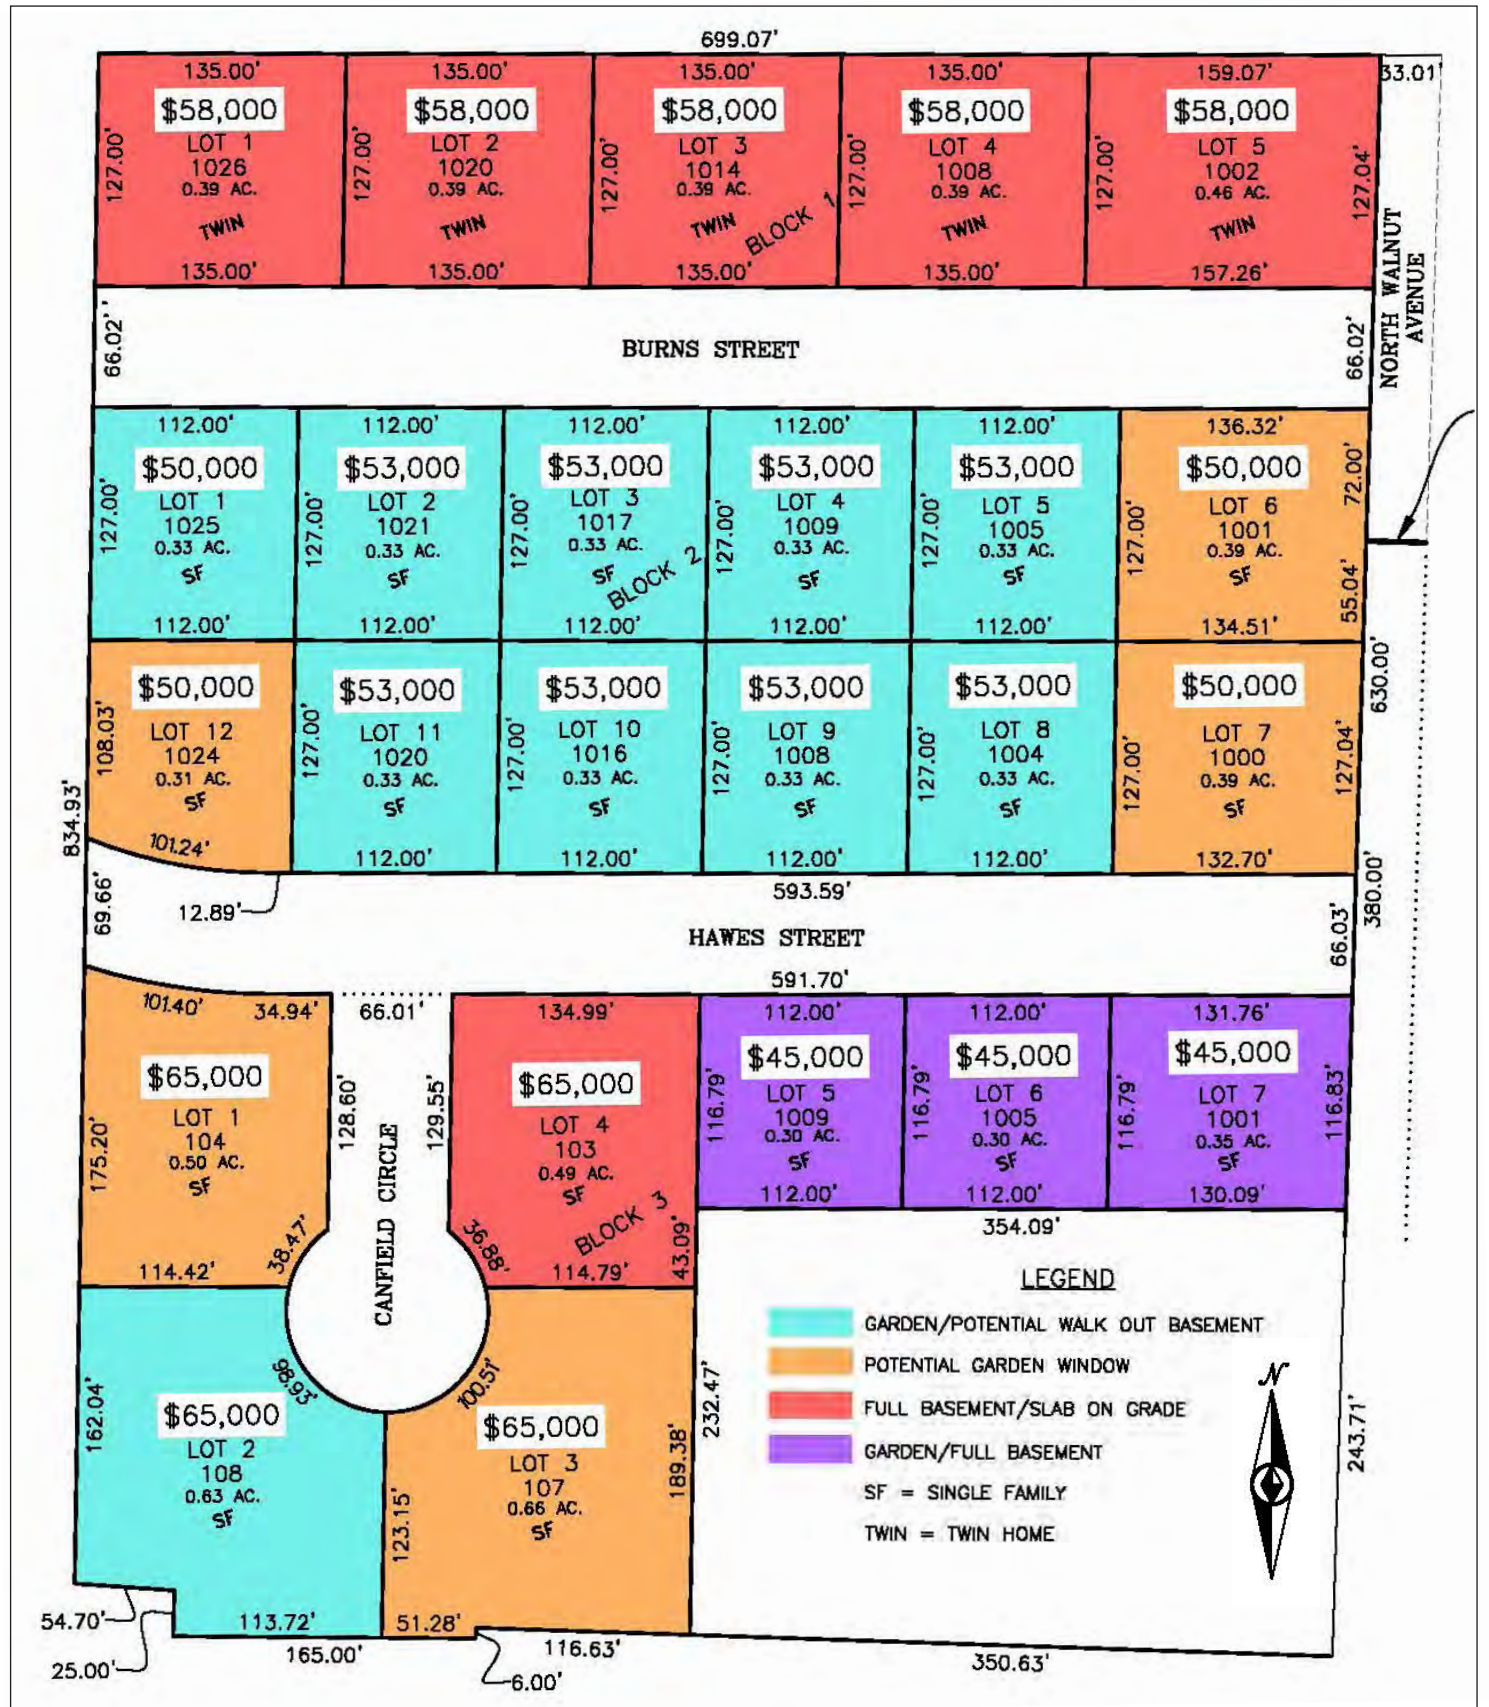 699.07'
135.00'
135.00'
135.00'
135.00'
159.07'
33.01'
$58,000
$58,000
$58,000
$58,000
$58,000
127.00'
LOT 1
1026
0.39 AC.
TWIN
135.00'
127.00'
LOT 2
1020
0.39 AC.
TWIN
135.00'
127.00'
LOT 3
1014
0.39 AC.
TWIN
BLOCK 1
135.00'
127.00'
LOT 4
1008
0.39 AC.
TWIN
135.00'
127.00'
LOT 5
1002
0.46 AC.
TWIN
127.04'
157.26'
NORTH WALNUT
AVENUE
66.02'
BURNS STREET
66.02'
112.00'
$50,000
127.00'
LOT 1
1025
0.33 AC.
SF
112.00'
112.00'
$53,000
127.00'
LOT 2
1021
0.33 AC.
SF
112.00'
112.00'
$53,000
127.00'
LOT 3
1017
0.33 AC.
SF
BLOCK 2
112.00'
112.00'
$53,000
127.00'
LOT 4
1009
0.33 AC.
SF
112.00'
112.00'
$53,000
127.00'
LOT 5
1005
0.33 AC.
SF
112.00'
136.32'
$50,000
127.00'
LOT 6
1001
0.39 AC.
SF
72.00'
55.04'
134.51'
$50,000
108.03'
LOT 12
1024
0.31 AC.
SF
101.24'
$53,000
127.00'
LOT 11
1020
0.33 AC.
SF
112.00'
$53,000
127.00'
LOT 10
1016
0.33 AC.
SF
112.00'
$53,000
127.00'
LOT 9
1008
0.33 AC.
SF
112.00'
$53,000
127.00'
LOT 8
1004
0.33 AC.
SF
112.00'
$50,000
127.00'
LOT 7
1000
0.39 AC.
SF
127.04'
132.70'
630.00'
834.93'
380.00'
69.66'
12.89'
593.59'
HAWES STREET
66.03'
591.70'
101.40'
34.94'
66.01'
$65,000
175.20'
LOT 1
104
0.50 AC.
SF
128.60'
38.47'
114.42'
CANFIELD CIRCLE
134.99'
$65,000
129.55'
LOT 4
103
0.49 AC.
SF
BLOCK 3
36.88'
114.79'
43.09'
112.00'
$45,000
116.79'
LOT 5
1009
0.30 AC.
SF
112.00'
112.00'
$45,000
116.79'
LOT 6
1005
0.30 AC.
SF
112.00'
131.76'
$45,000
116.79'
LOT 7
1001
0.35 AC.
SF
116.83'
130.09'
354.09'
162.04'
98.93'
$65,000
LOT 2
108
0.63 AC.
SF
54.70'
25.00'
113.72'
165.00'
100.51'
$65,000
LOT 3
107
0.66 AC.
SF
123.15'
189.38'
51.28'
6.00'
116.63'
232.47'
243.71'
350.63'
LEGEND
GARDEN/POTENTIAL WALK OUT BASEMENT
POTENTIAL GARDEN WINDOW
FULL BASEMENT/SLAB ON GRADE
GARDEN/FULL BASEMENT
SF = SINGLE FAMILY
TWIN = TWIN HOME
N